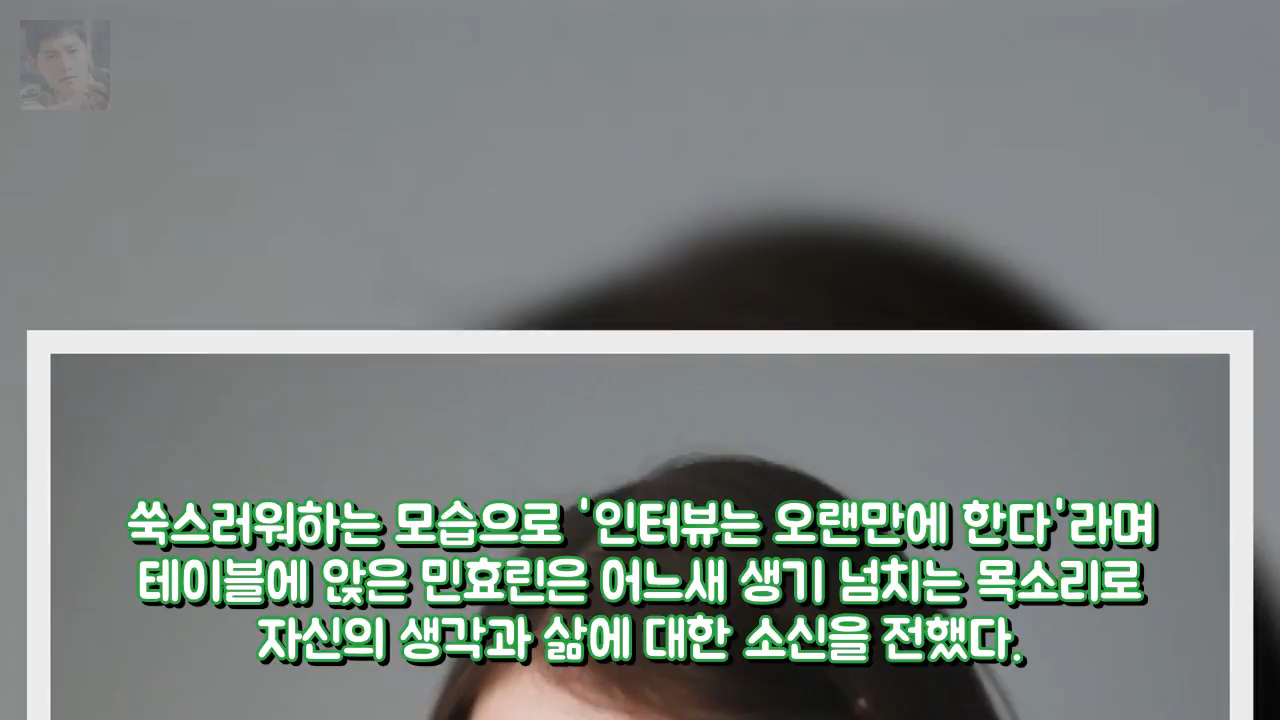 쑥스러워하는 모습으로 '인터뷰는 오랜만에 한다'라며
테이블에 앉은 민효린은 어느새 생기 넘치는 목소리로
자신의 생각과 삶에 대한 소신을 전했다.